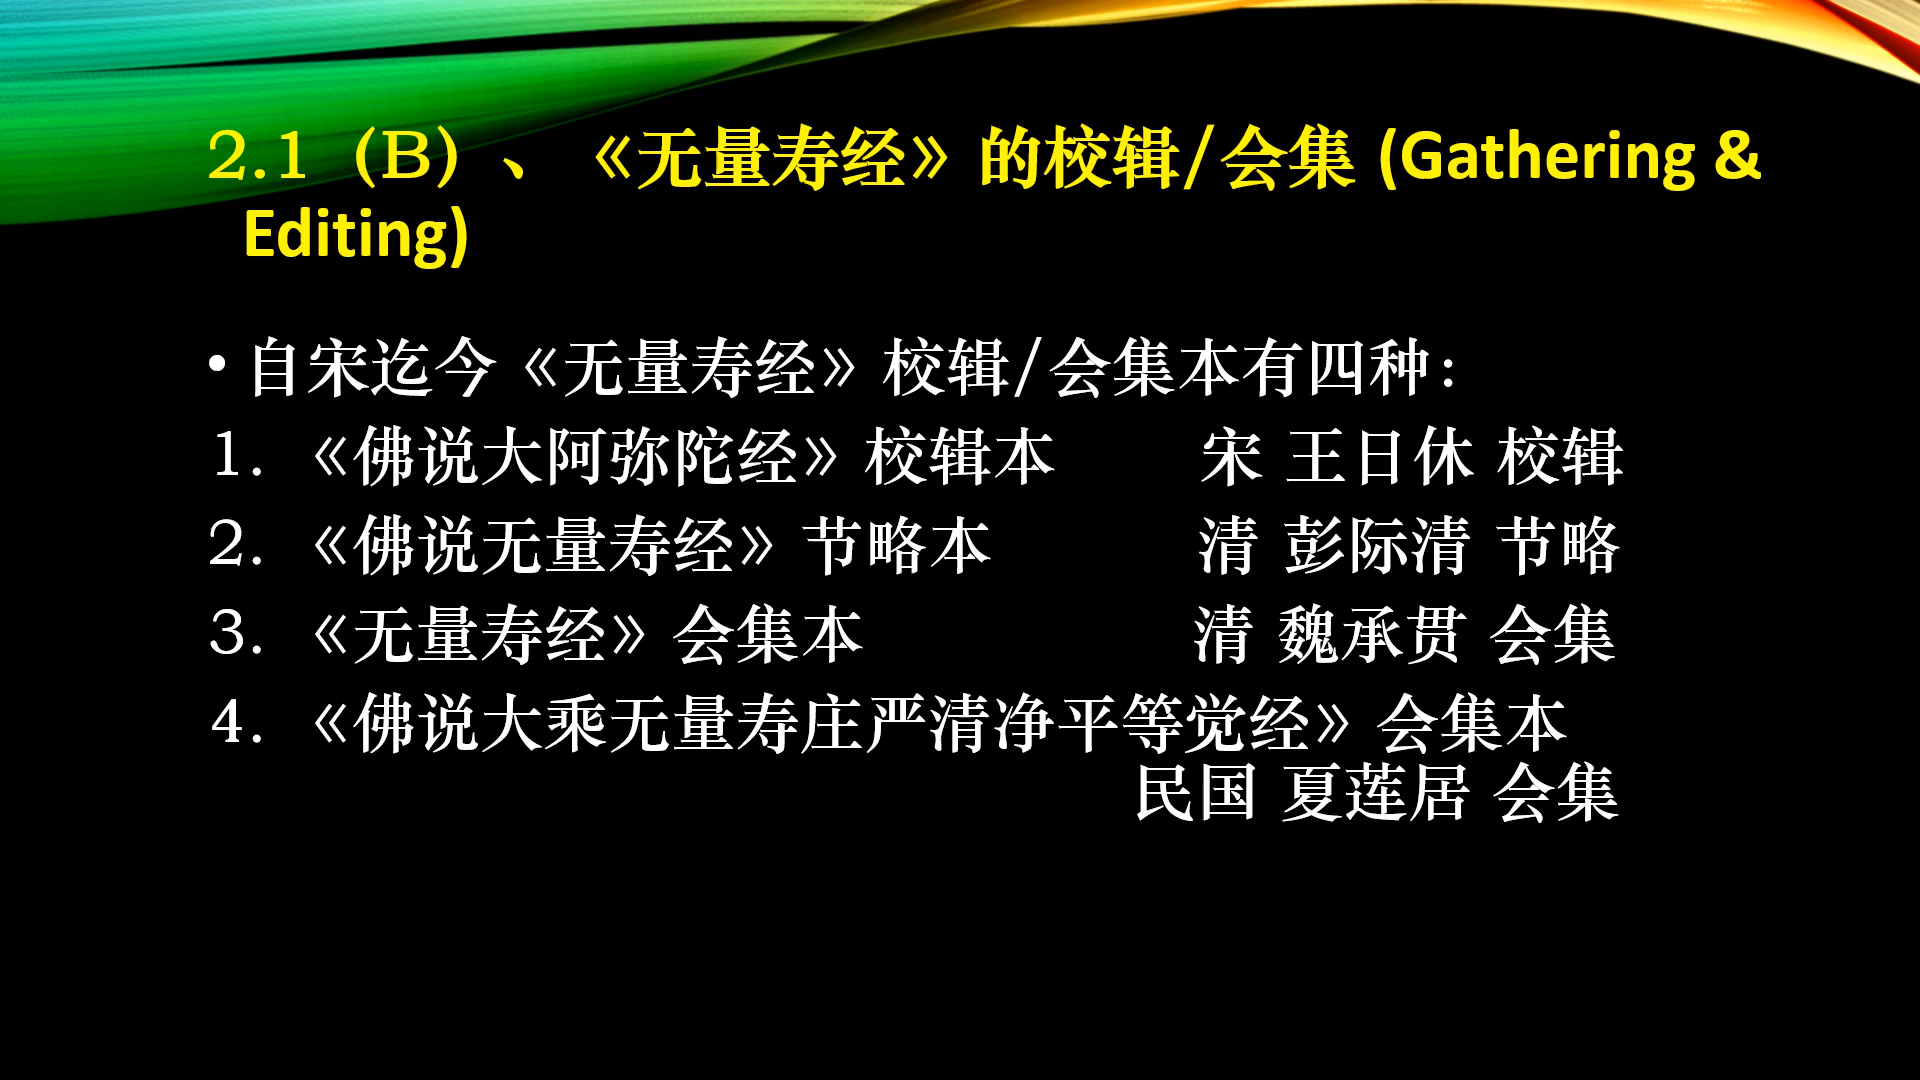 2.1（B）、《无量寿经》的校辑/会集 (Gathering &
Editing)
• 自宋迄今《无量寿经》校辑/会集本有四种：
1. 《佛说大阿弥陀经》校辑本 宋 王日休 校辑
2. 《佛说无量寿经》节略本 清 彭际清 节略
3. 《无量寿经》会集本 清 魏承贯 会集
4. 《佛说大乘无量寿庄严清净平等觉经》会集本
民国 夏莲居 会集